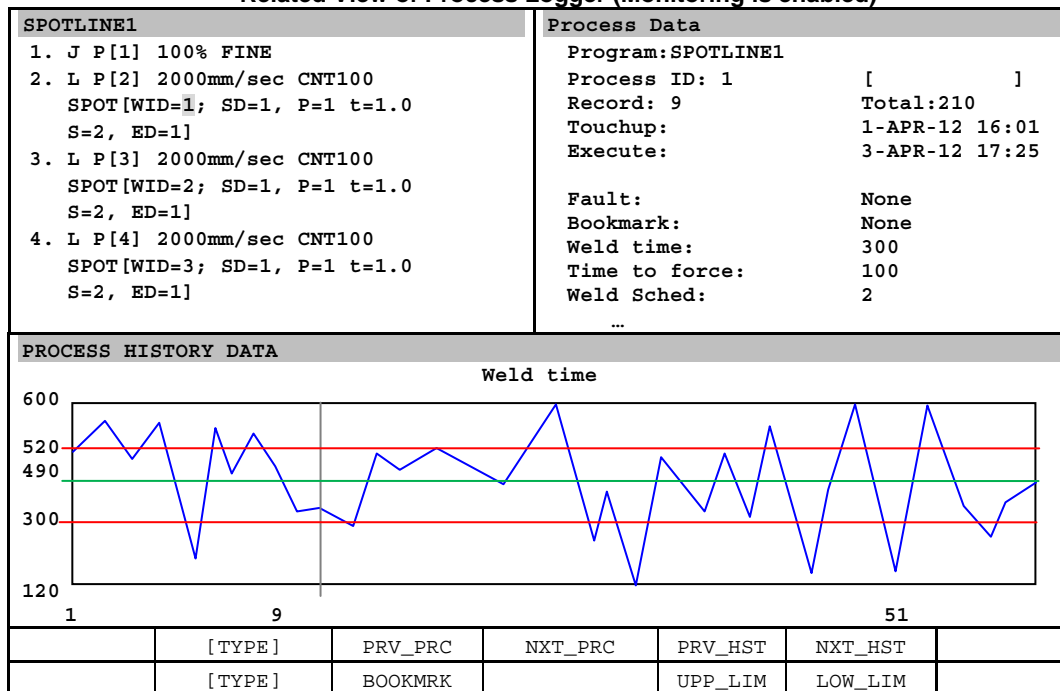 Related View of Process Logger (Monitoring is enabled)
SPOTLINE1
1. J P[1] 100% FINE
2. L P[2] 2000mm/sec CNT100
SPOT[WID=1; SD=1, P=1 t=1.0
S=2, ED=1]
3. L P[3] 2000mm/sec CNT100
SPOT[WID=2; SD=1, P=1 t=1.0
S=2, ED=1]
4. L P[4] 2000mm/sec CNT100
SPOT[WID=3; SD=1, P=1 t=1.0
S=2, ED=1]
Process Data
Program:SPOTLINE1
Process ID: 1 [ ]
Record: 9 Total:210
Touchup: 1-APR-12 16:01
Execute: 3-APR-12 17:25
Fault: None
Bookmark: None
Weld time: 300
Time to force: 100
Weld Sched: 2
…
PROCESS HISTORY DATA
Weld time
600
520
490
300
120
1 9 51
[TYPE] PRV_PRC NXT_PRC PRV_HST NXT_HST
[TYPE] BOOKMRK UPP_LIM LOW_LIM